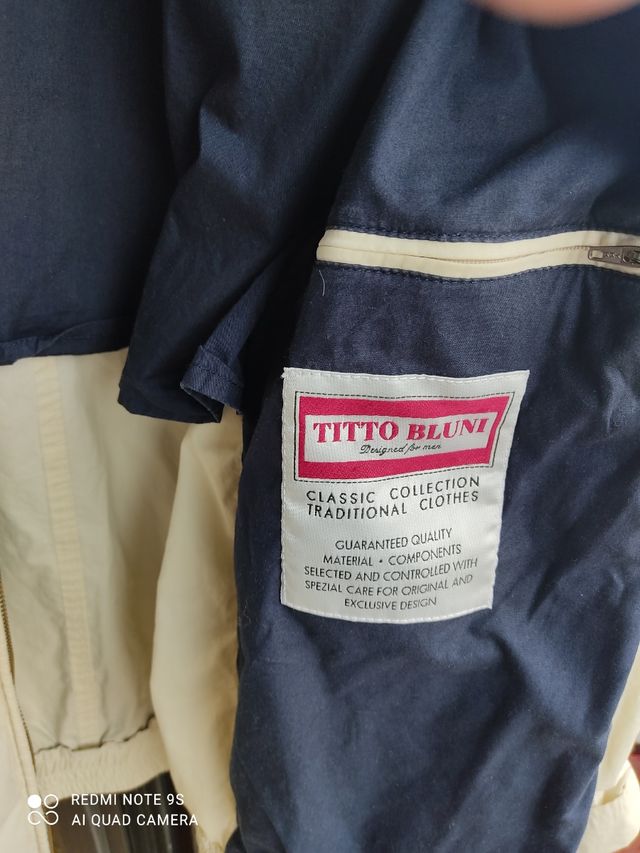 TITTO BLUNI
Designed for men
CLASSIC COLLECTION
TRADITIONAL CLOTHES
GUARANTEED QUALITY
MATERIAL • COMPONENTS
SELECTED AND CONTROLLED WITH
SPEZIAL CARE FOR ORIGINAL AND
EXCLUSIVE DESIGN
REDMI NOTE 9S
AI QUAD CAMERA